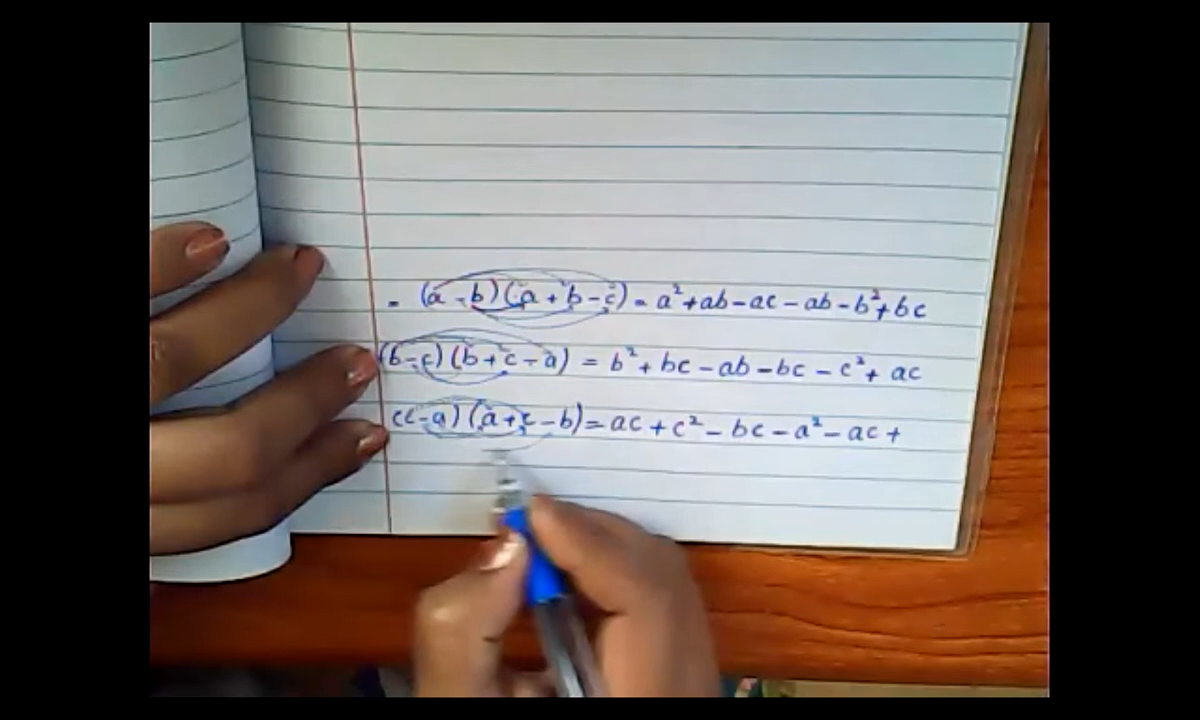 = (a - b) (a + b - c) = a² + ab - ac - ab - b² + bc
(b - c) (b + c - a) = b² + bc - ab - bc - c² + ac
(c - a) (a + c - b) = ac + c² - bc - a² - ac +